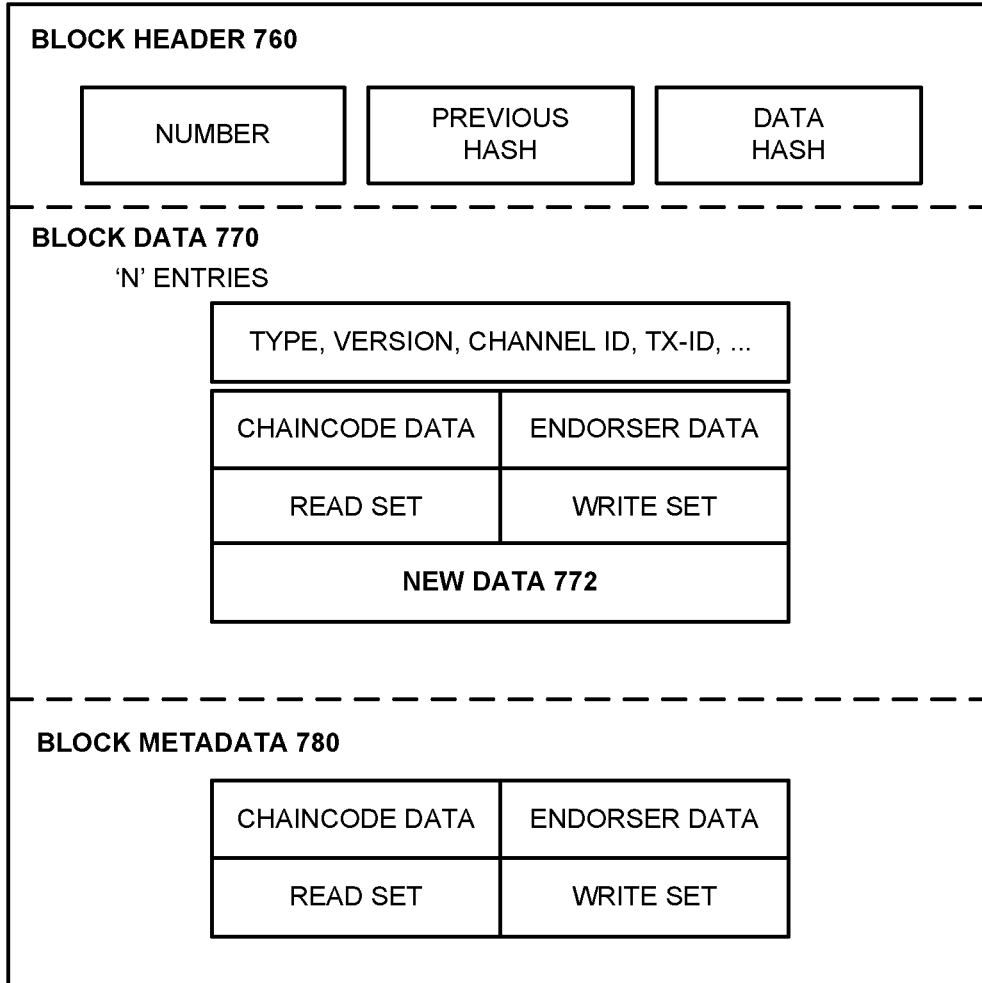 BLOCK HEADER 760
NUMBER
PREVIOUS
HASH
DATA
HASH
BLOCK DATA 770
‘N’ ENTRIES
TYPE, VERSION, CHANNEL ID, TX-ID, ...
CHAINCODE DATA
ENDORSER DATA
READ SET
WRITE SET
NEW DATA 772
BLOCK METADATA 780
CHAINCODE DATA
ENDORSER DATA
READ SET
WRITE SET